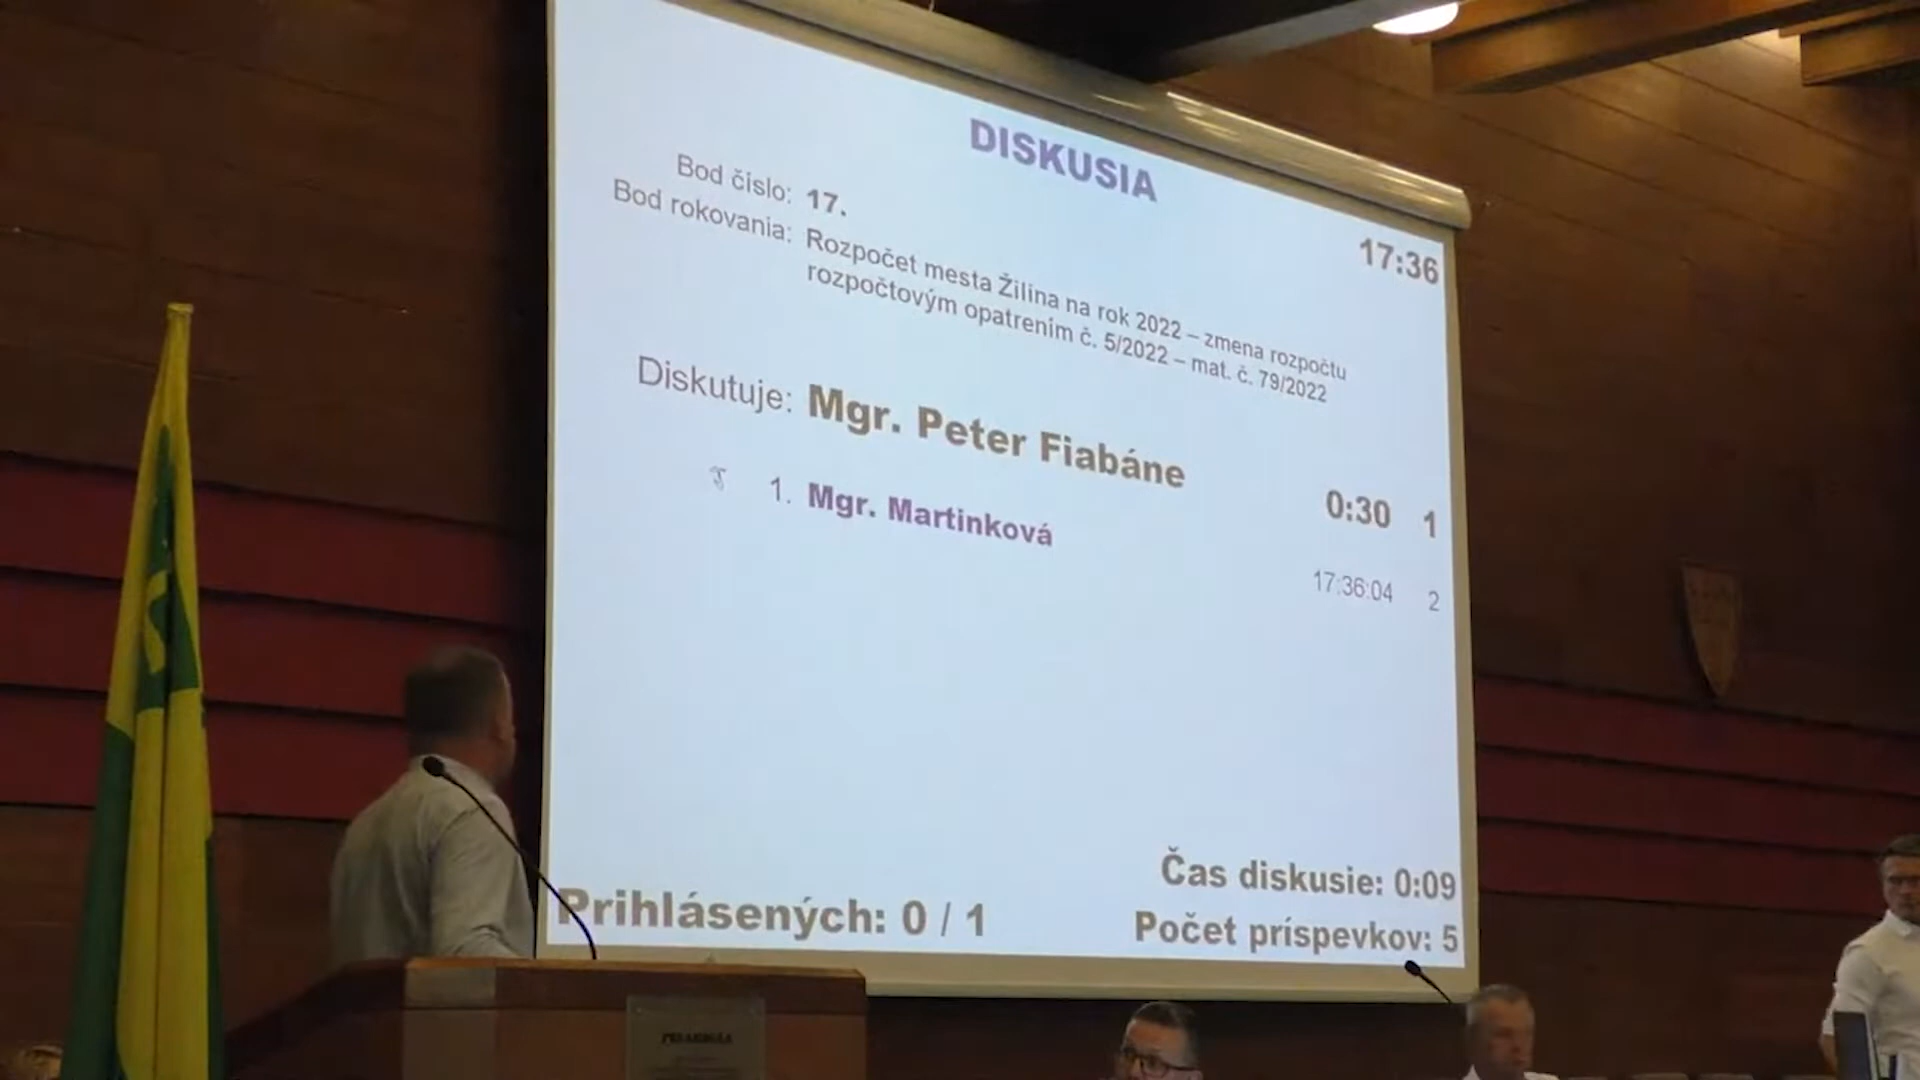 DISKUSIA
17:36
Bod číslo: 17.
Bod rokovania: Rozpočet mesta Žilina na rok 2022 – zmena rozpočtu
rozpočtovým opatrením č. 5/2022 – mat. č. 79/2022
Diskutuje: Mgr. Peter Fiabáne 0:30 1
1. Mgr. Martinková 17:36:04 2
Čas diskusie: 0:09
Prihlásených: 0 / 1
Počet príspevkov: 5